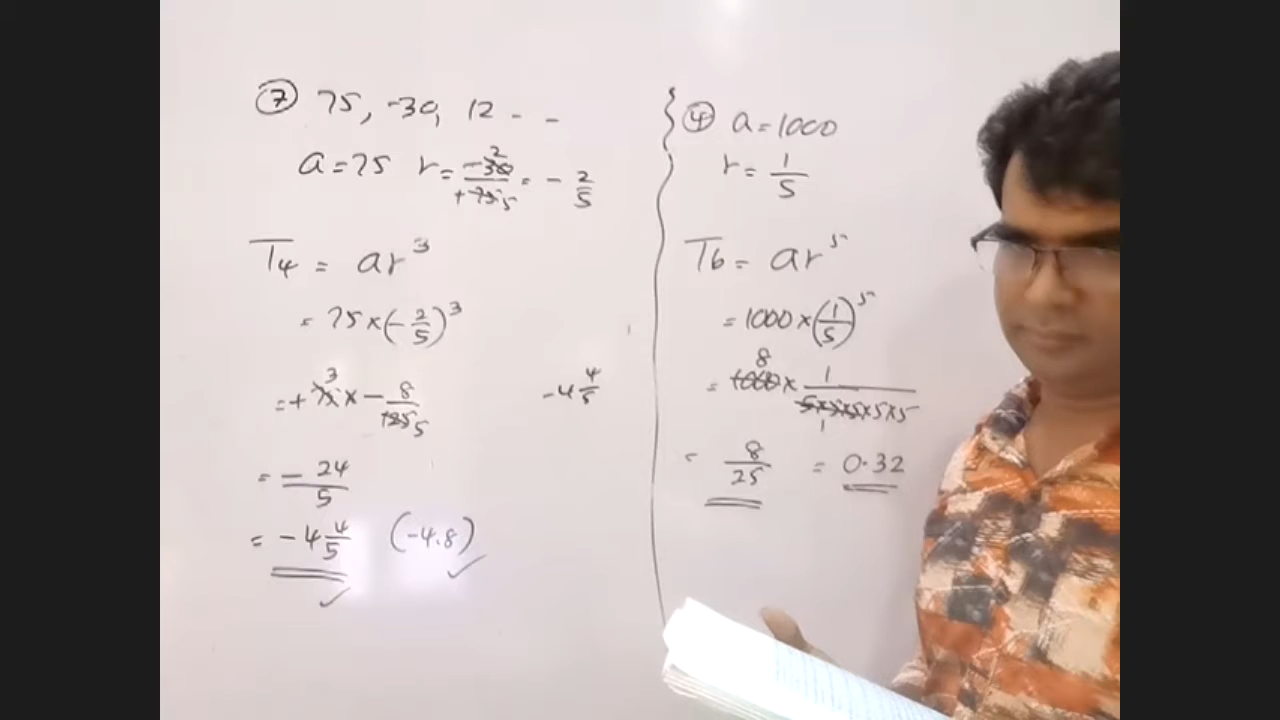 ⑦ 75, -30, 12 - -
a = 75 r = -30/+75 = - 2/5
T4 = ar³
= 75 × (- 2/5)³
= + 75 × - 8/125
= - 24/5
= - 4 4/5 (-4.8)
- 4 4/5
④ a = 1000
r = 1/5
T6 = ar⁵
= 1000 × (1/5)⁵
= 1000 × 1/5×5×5×5×5
= 8/25 = 0.32